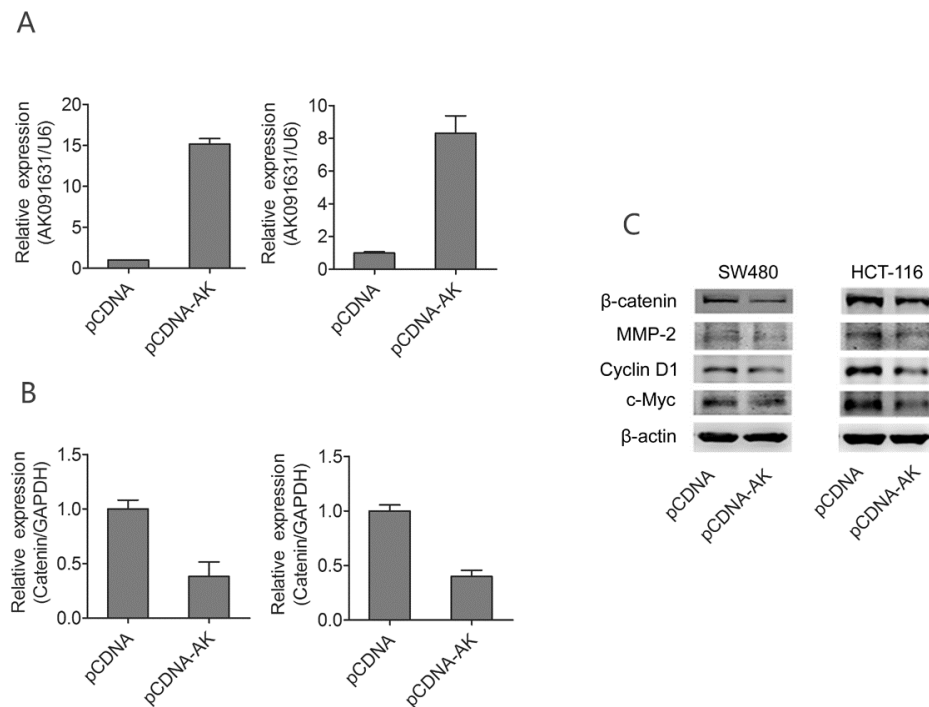 A
Relative expression
(AK091631/U6)
20
15
10
5
0
pCDNA
pCDNA-AK
Relative expression
(AK091631/U6)
10
8
6
4
2
0
pCDNA
pCDNA-AK
B
Relative expression
(Catenin/GAPDH)
1.5
1.0
0.5
0.0
pCDNA
pCDNA-AK
Relative expression
(Catenin/GAPDH)
1.5
1.0
0.5
0.0
pCDNA
pCDNA-AK
C
SW480 HCT-116
β-catenin
MMP-2
Cyclin D1
c-Myc
β-actin
pCDNA
pCDNA-AK
pCDNA
pCDNA-AK